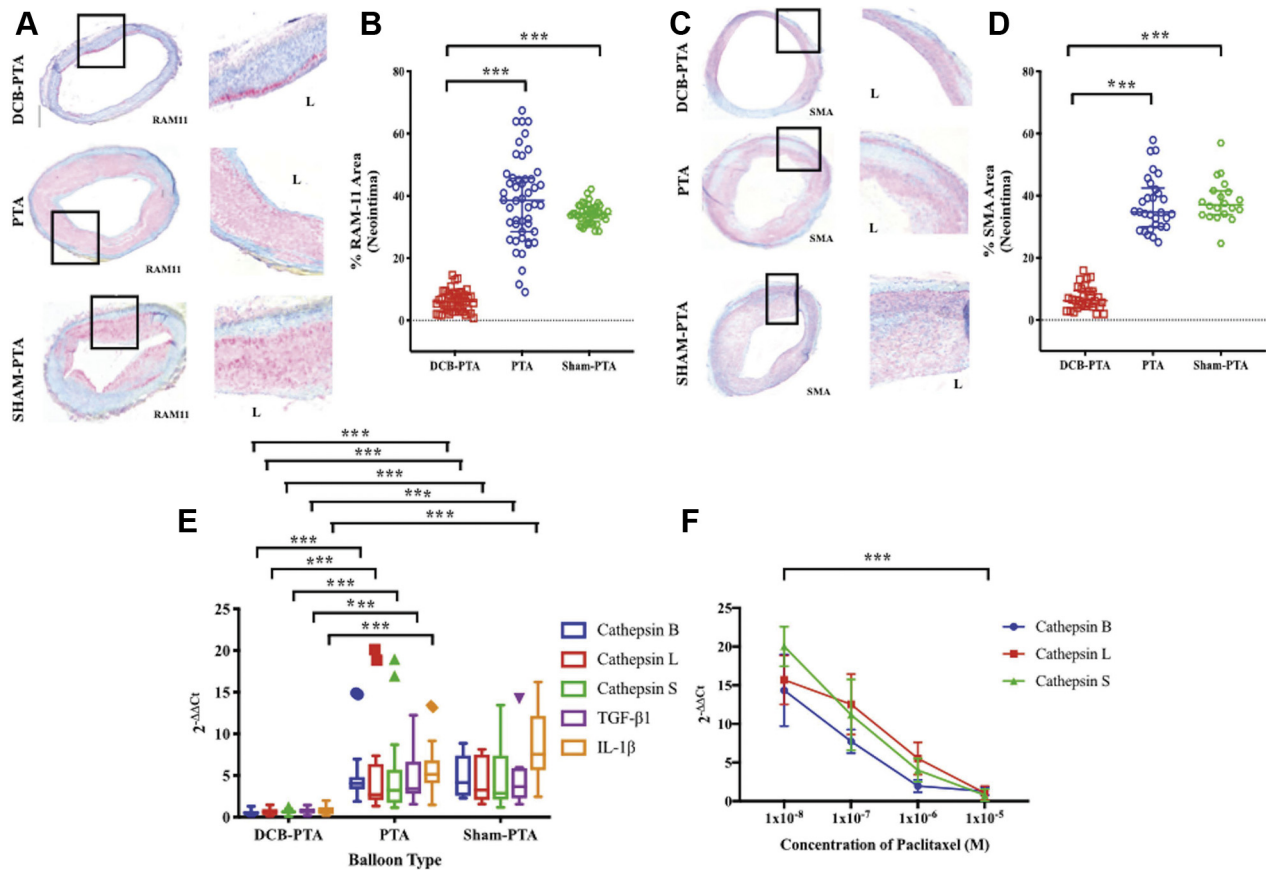 A
DCB-PTA
RAM11
L
PTA
RAM11
L
SHAM-PTA
RAM11
L
B
***
***
% RAM-11 Area
(Neointima)
80
60
40
20
0
DCB-PTA PTA Sham-PTA
C
DCB-PTA
SMA
L
PTA
SMA
L
SHAM-PTA
SMA
L
D
***
***
% SMA Area
(Neointima)
80
60
40
20
0
DCB-PTA PTA Sham-PTA
E
***
***
***
***
***
***
***
***
***
***
2-ΔΔCt
25
20
15
10
5
0
DCB-PTA PTA Sham-PTA
Balloon Type
Cathepsin B
Cathepsin L
Cathepsin S
TGF-β1
IL-1β
F
***
2-ΔΔCt
25
20
15
10
5
0
1x10-8 1x10-7 1x10-6 1x10-5
Concentration of Paclitaxel (M)
Cathepsin B
Cathepsin L
Cathepsin S